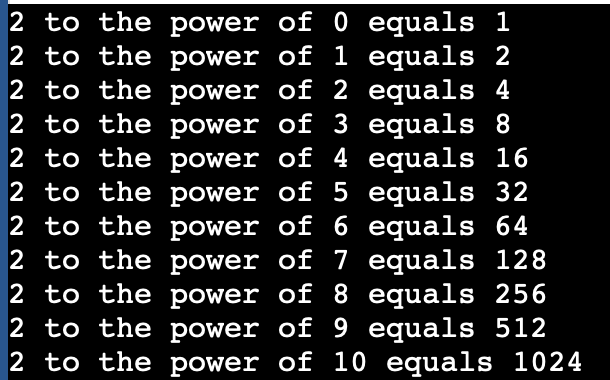 2 to the power of 0 equals 1
2 to the power of 1 equals 2
2 to the power of 2 equals 4
2 to the power of 3 equals 8
2 to the power of 4 equals 16
2 to the power of 5 equals 32
2 to the power of 6 equals 64
2 to the power of 7 equals 128
2 to the power of 8 equals 256
2 to the power of 9 equals 512
2 to the power of 10 equals 1024